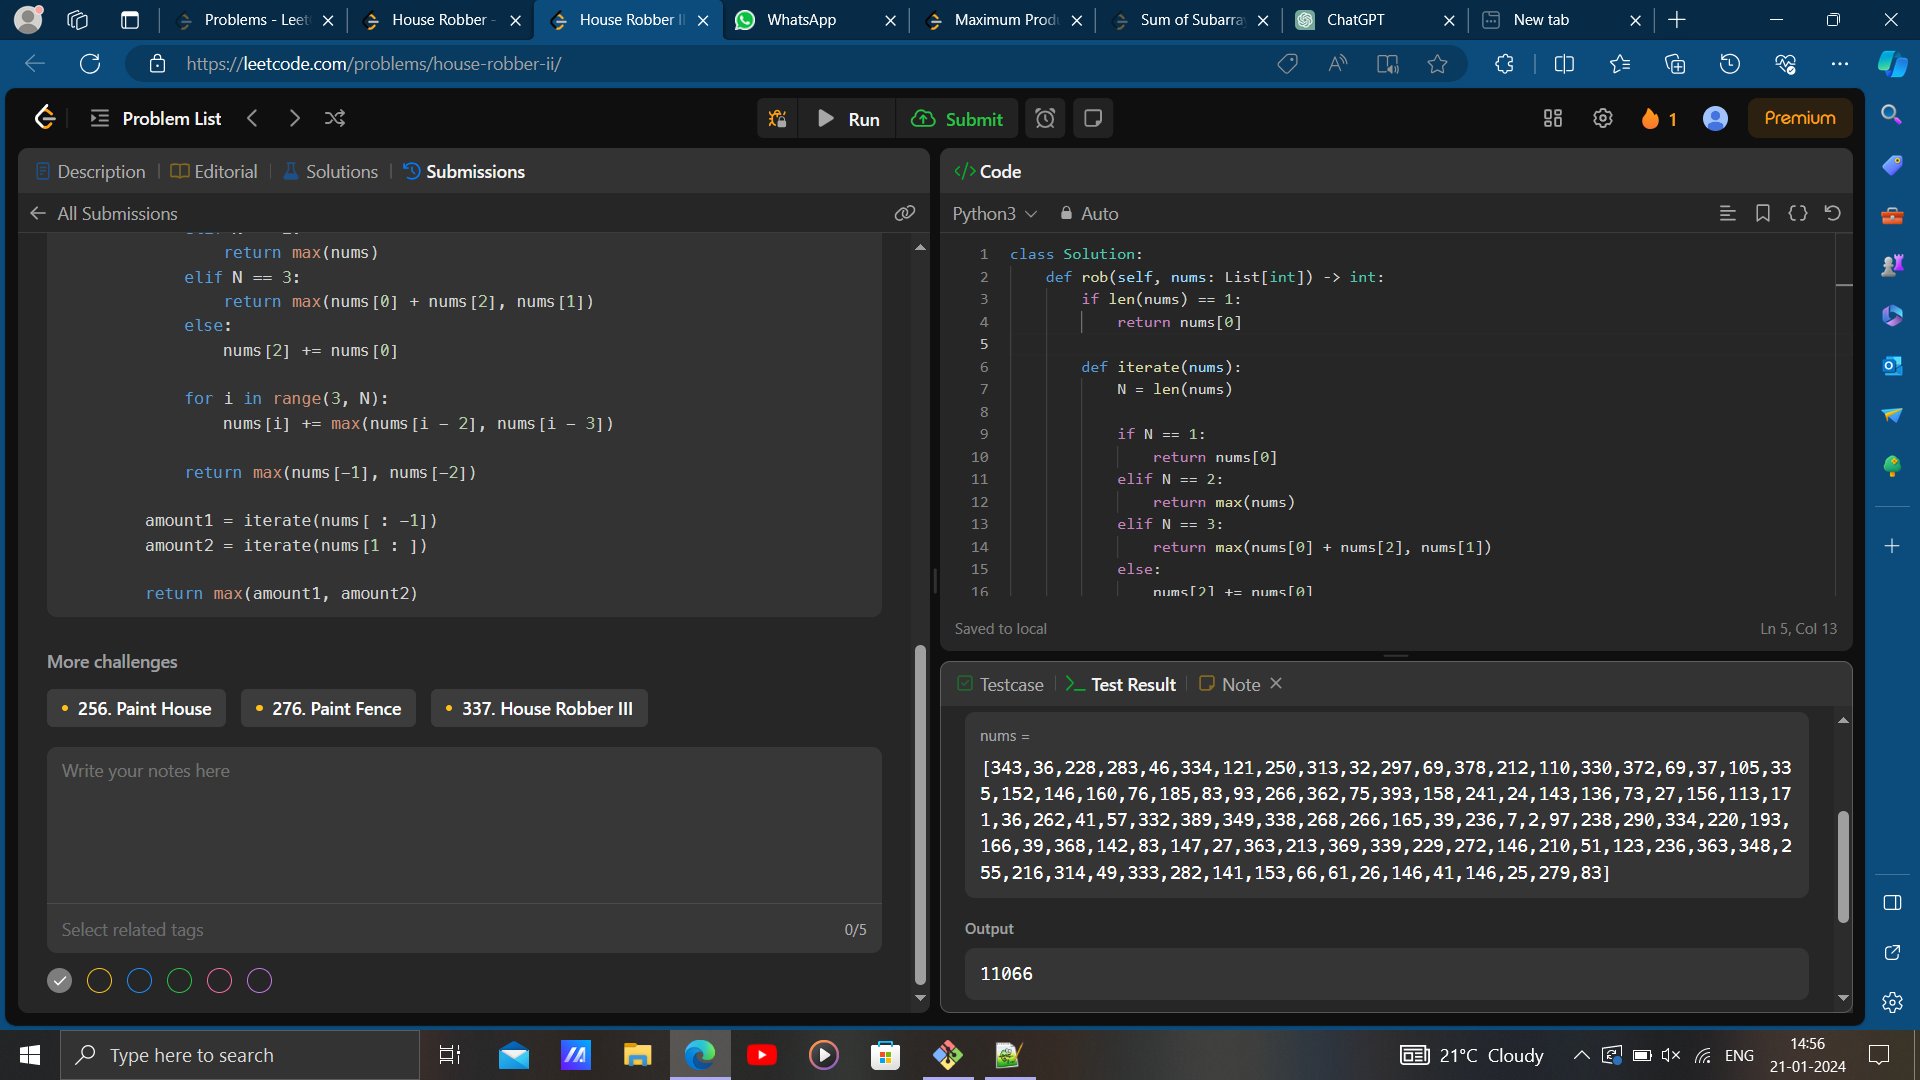 Problems - Leet
House Robber -
House Robber II
WhatsApp
Maximum Prod
Sum of Subarra
ChatGPT
New tab
https://leetcode.com/problems/house-robber-ii/
Problem List
Run
Submit
1
Premium
Description
Editorial
Solutions
Submissions
All Submissions
return max(nums)
elif N == 3:
return max(nums[0] + nums[2], nums[1])
else:
nums[2] += nums[0]
for i in range(3, N):
nums[i] += max(nums[i - 2], nums[i - 3])
return max(nums[-1], nums[-2])
amount1 = iterate(nums[ : -1])
amount2 = iterate(nums[1 : ])
return max(amount1, amount2)
More challenges
256. Paint House
276. Paint Fence
337. House Robber III
Write your notes here
Select related tags
0/5
</> Code
Python3
Auto
1 class Solution:
2 def rob(self, nums: List[int]) -> int:
3 if len(nums) == 1:
4 return nums[0]
5
6 def iterate(nums):
7 N = len(nums)
8
9 if N == 1:
10 return nums[0]
11 elif N == 2:
12 return max(nums)
13 elif N == 3:
14 return max(nums[0] + nums[2], nums[1])
15 else:
16 nums[2] += nums[0]
Saved to local
Ln 5, Col 13
Testcase
Test Result
Note
nums =
[343,36,228,283,46,334,121,250,313,32,297,69,378,212,110,330,372,69,37,105,33
5,152,146,160,76,185,83,93,266,362,75,393,158,241,24,143,136,73,27,156,113,17
1,36,262,41,57,332,389,349,338,268,266,165,39,236,7,2,97,238,290,334,220,193,
166,39,368,142,83,147,27,363,213,369,339,229,272,146,210,51,123,236,363,348,2
55,216,314,49,333,282,141,153,66,61,26,146,41,146,25,279,83]
Output
11066
Type here to search
21°C Cloudy
ENG
14:56
21-01-2024